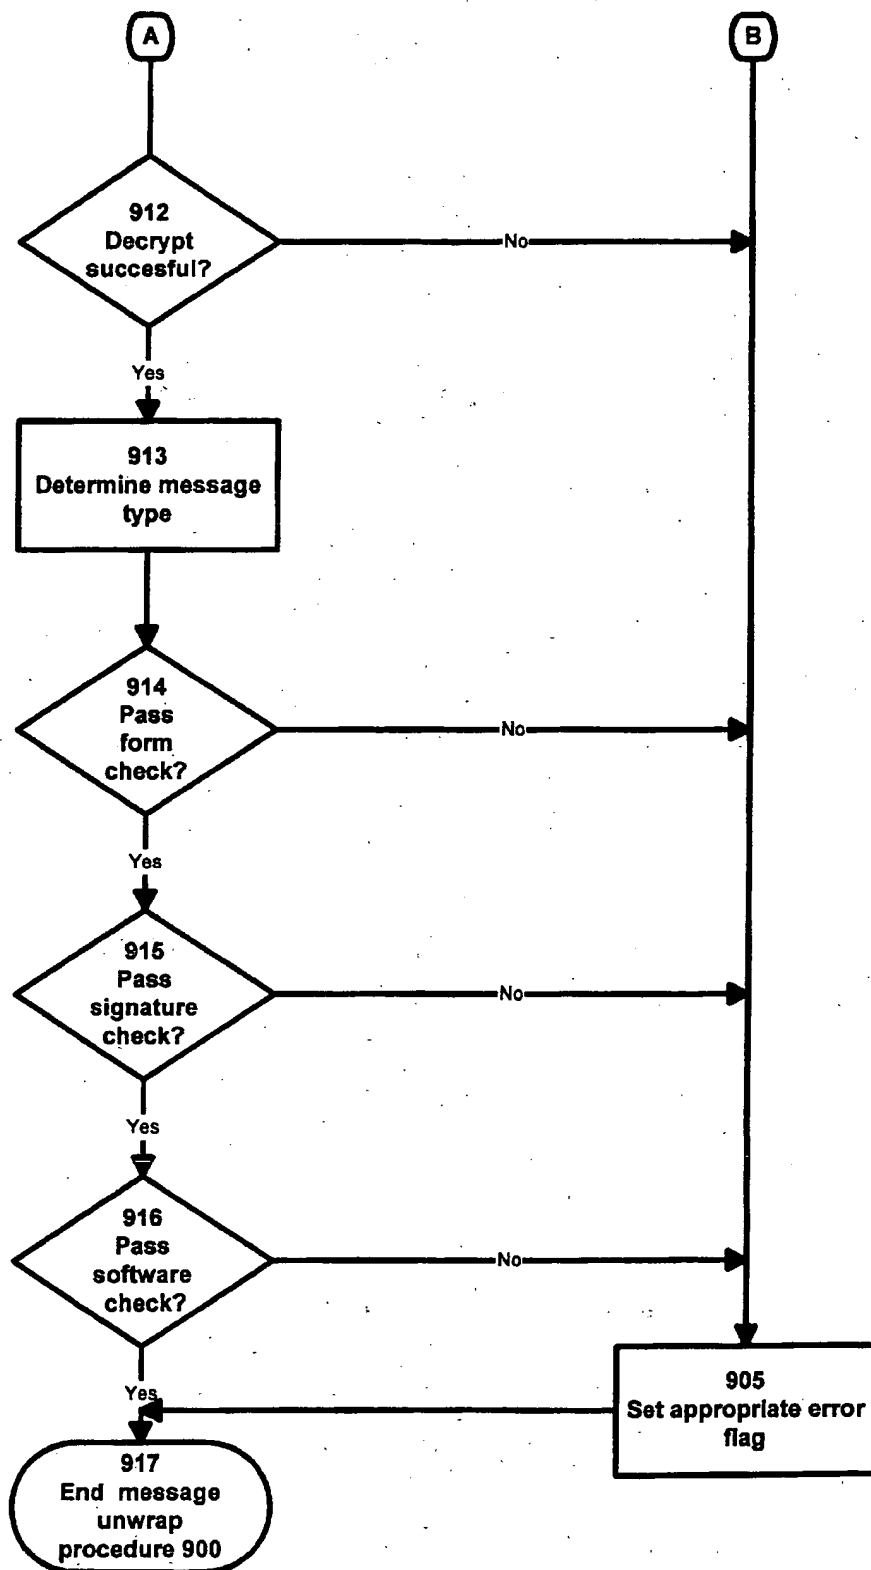 A
B
912
Decrypt
succesful?
No
Yes
913
Determine message
type
914
Pass
form
check?
No
Yes
915
Pass
signature
check?
No
Yes
916
Pass
software
check?
No
Yes
905
Set appropriate error
flag
917
End message
unwrap
procedure 900